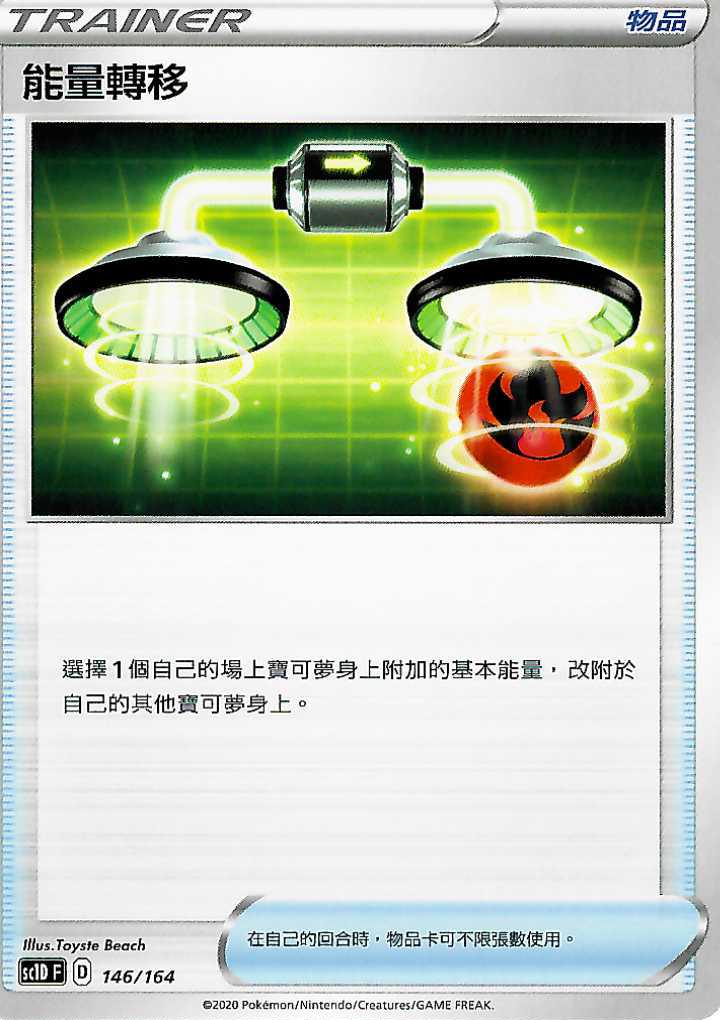 TRAINER
物品
能量轉移
選擇1個自己的場上寶可夢身上附加的基本能量，改附於
自己的其他寶可夢身上。
在自己的回合時，物品卡可不限張數使用。
Illus.Toyste Beach
sc1D F D 146/164
©2020 Pokémon/Nintendo/Creatures/GAME FREAK.